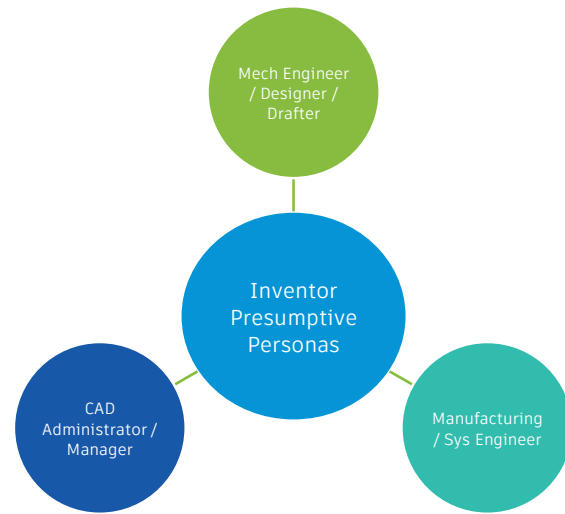 Mech Engineer
/ Designer /
Drafter
Inventor
Presumptive
Personas
CAD
Administrator /
Manager
Manufacturing
/ Sys Engineer